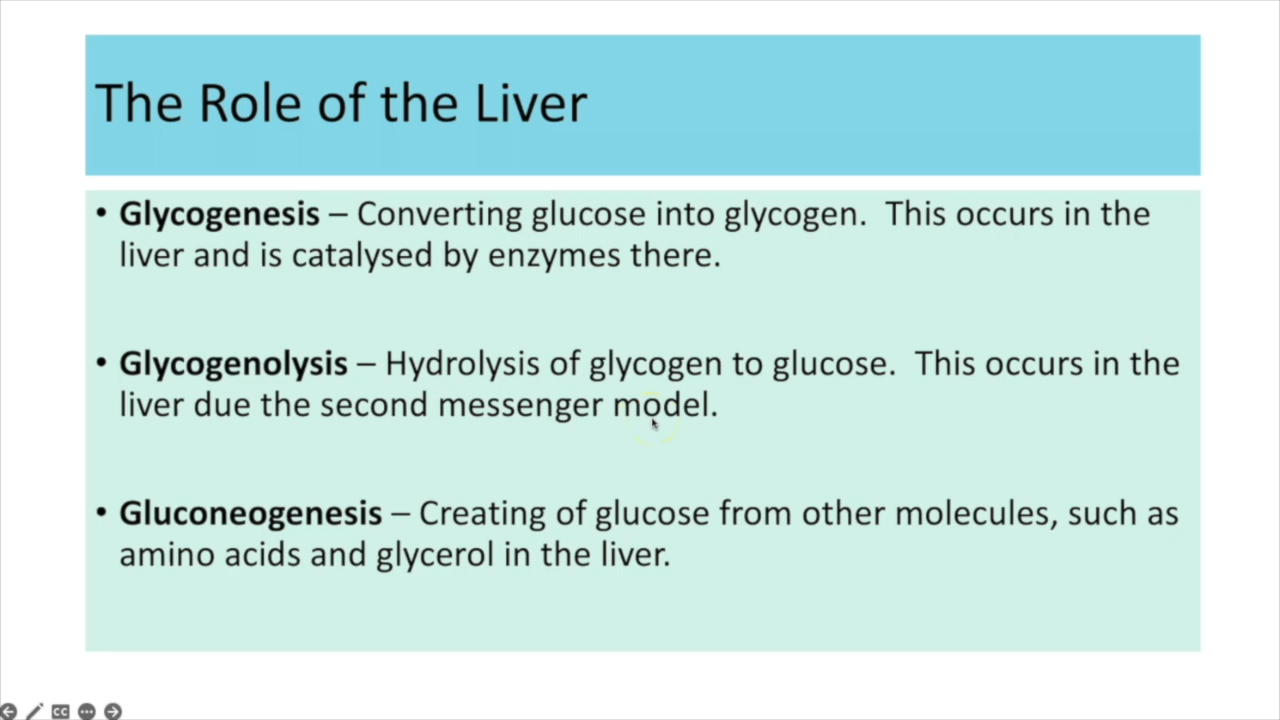 The Role of the Liver
• Glycogenesis – Converting glucose into glycogen.  This occurs in the
liver and is catalysed by enzymes there.
• Glycogenolysis – Hydrolysis of glycogen to glucose.  This occurs in the
liver due the second messenger model.
• Gluconeogenesis – Creating of glucose from other molecules, such as
amino acids and glycerol in the liver.
CC